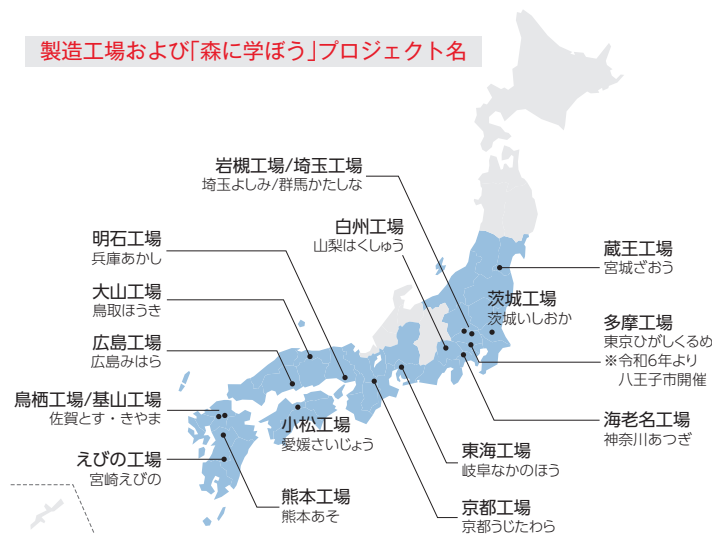 製造工場および「森に学ぼう」プロジェクト名
岩槻工場/埼玉工場
埼玉よしみ/群馬かたしな
白州工場
山梨はくしゅう
明石工場
兵庫あかし
蔵王工場
宮城ざおう
大山工場
鳥取ほうき
茨城工場
茨城いしおか
多摩工場
東京ひがしくるめ
※令和6年より
八王子市開催
広島工場
広島みはら
鳥栖工場/基山工場
佐賀とす・きやま
小松工場
愛媛さいじょう
海老名工場
神奈川あつぎ
東海工場
岐阜なかのほう
えびの工場
宮崎えびの
熊本工場
熊本あそ
京都工場
京都うじたわら